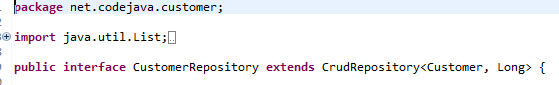 package net.codejava.customer;
import java.util.List;
public interface CustomerRepository extends CrudRepository<Customer, Long> {